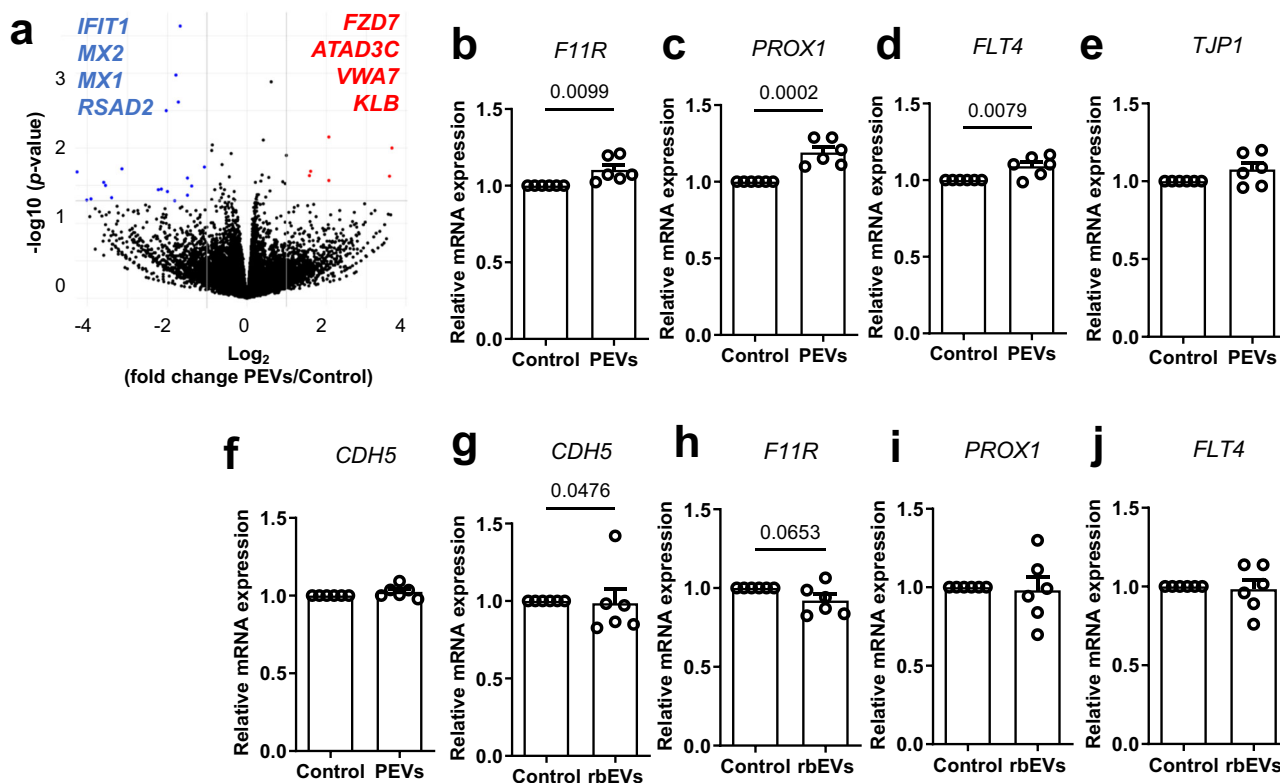 a
IFIT1
MX2
MX1
RSAD2
FZD7
ATAD3C
VWA7
KLB
-log10 (p-value)
3
2
1
0
-4
-2
0
2
4
Log2
(fold change PEVs/Control)
b
F11R
0.0099
Relative mRNA expression
1.5
1.0
0.5
0.0
Control PEVs
c
PROX1
0.0002
Relative mRNA expression
1.5
1.0
0.5
0.0
Control PEVs
d
FLT4
0.0079
Relative mRNA expression
1.5
1.0
0.5
0.0
Control PEVs
e
TJP1
Relative mRNA expression
1.5
1.0
0.5
0.0
Control PEVs
f
CDH5
Relative mRNA expression
1.5
1.0
0.5
0.0
Control PEVs
g
CDH5
0.0476
Relative mRNA expression
1.5
1.0
0.5
0.0
Control rbEVs
h
F11R
0.0653
Relative mRNA expression
1.5
1.0
0.5
0.0
Control rbEVs
i
PROX1
Relative mRNA expression
1.5
1.0
0.5
0.0
Control rbEVs
j
FLT4
Relative mRNA expression
1.5
1.0
0.5
0.0
Control rbEVs